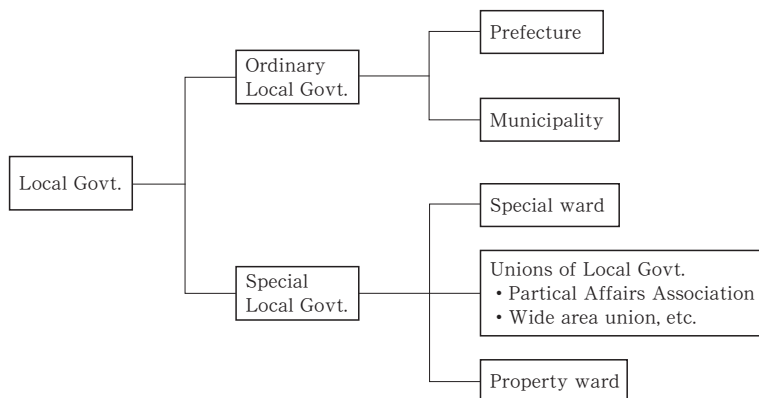 Prefecture
Ordinary
Local Govt.
Municipality
Local Govt.
Special ward
Special
Local Govt.
Unions of Local Govt.
・Partical Affairs Association
・Wide area union, etc.
Property ward